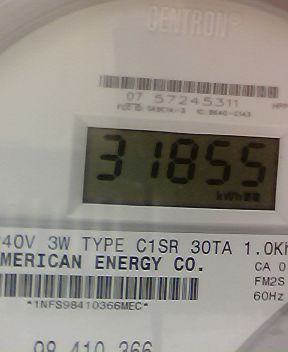 CENTRON®
07 57245311
31855
kWh
40V 3W TYPE C1SR 30TA 1.0Kh
MERICAN ENERGY CO.
CA 0
FM2S
60Hz
*1NFS98410366MEC*
98 410 366